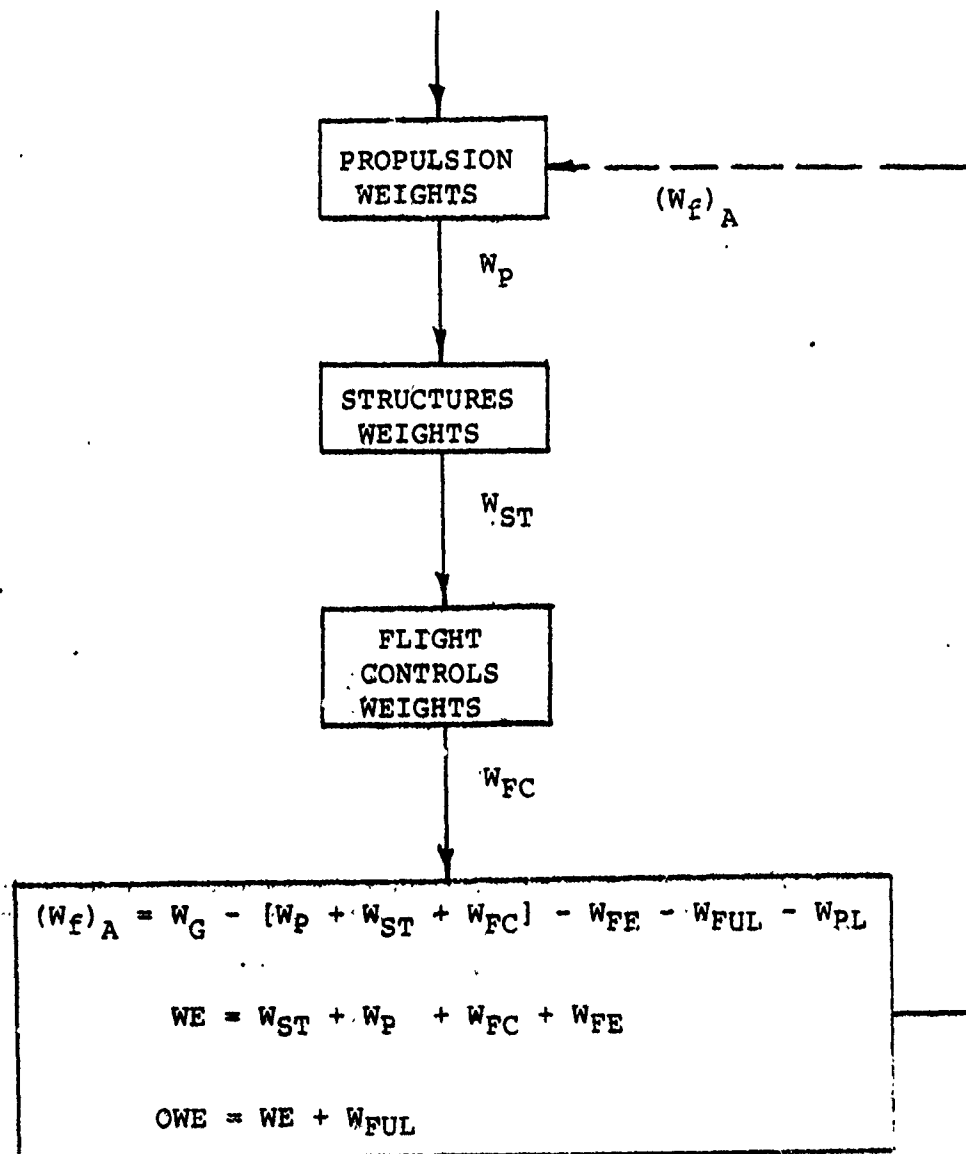 PROPULSION
WEIGHTS
(Wf)A
WP
STRUCTURES
WEIGHTS
WST
FLIGHT
CONTROLS
WEIGHTS
WFC
(Wf)A = WG - [WP + WST + WFC] - WFE - WFUL - WPL
WE = WST + WP + WFC + WFE
OWE = WE + WFUL